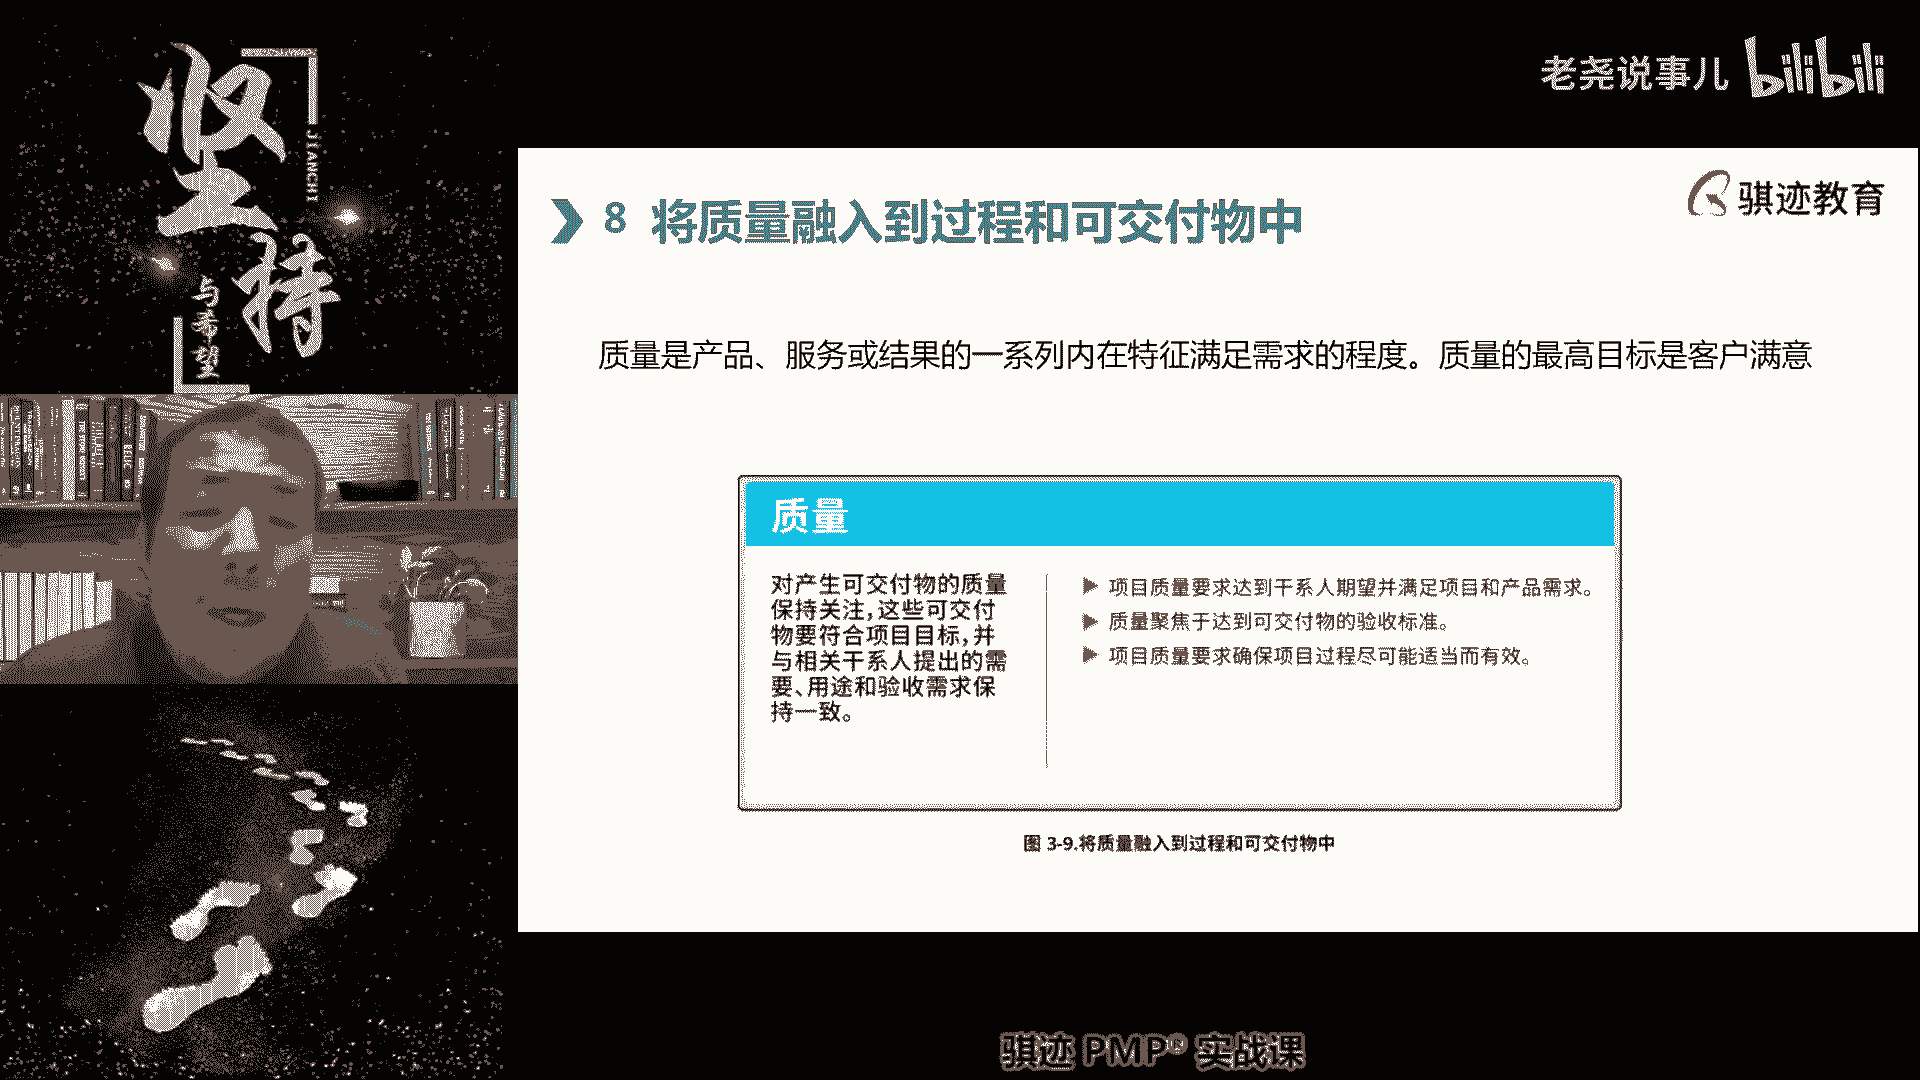 坚持
JIANCHI
与希望
老尧说事儿 bilibili
骐迹教育
8 将质量融入到过程和可交付物中
质量是产品、服务或结果的一系列内在特征满足需求的程度。质量的最高目标是客户满意
质量
对产生可交付物的质量
保持关注，这些可交付
物要符合项目目标，并
与相关干系人提出的需
要、用途和验收需求保
持一致。
▶ 项目质量要求达到干系人期望并满足项目和产品需求。
▶ 质量聚焦于达到可交付物的验收标准。
▶ 项目质量要求确保项目过程尽可能适当而有效。
图 3-9.将质量融入到过程和可交付物中
骐迹 PMP® 实战课